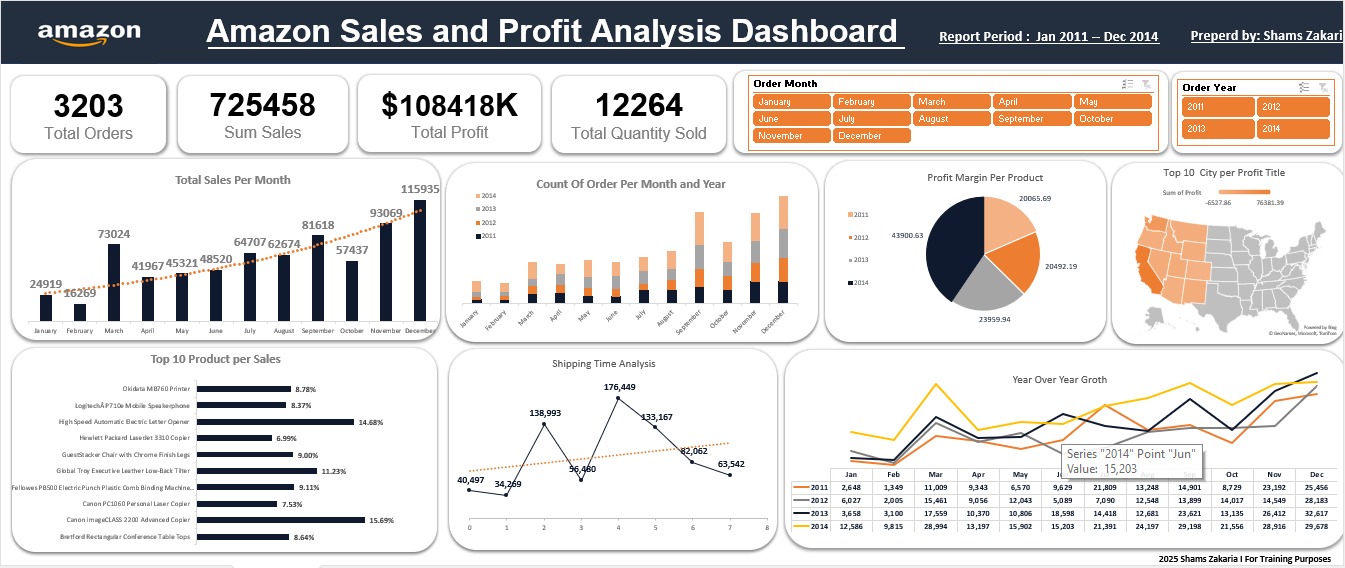 amazon
Amazon Sales and Profit Analysis Dashboard
Report Period : Jan 2011 -- Dec 2014
Preperd by: Shams Zakari
3203
Total Orders
725458
Sum Sales
$108418K
Total Profit
12264
Total Quantity Sold
Order Month
January February March April May
June July August September October
November December
Order Year
2011 2012
2013 2014
Total Sales Per Month
24919 16269 73024 41967 45321 48520 64707 62674 81618 57437 93069 115935
January February March April May June July August September October November December
Count Of Order Per Month and Year
2014
2013
2012
2011
January February March April May June July August September October November December
Profit Margin Per Product
2011
2012
2013
2014
20065.69
20492.19
23959.94
43900.63
Top 10 City per Profit Title
Sum of Profit
-6527.86 76381.39
Powered by Bing
© GeoNames, Microsoft, TomTom
Top 10 Product per Sales
Okidata MB760 Printer 8.78%
LogitechÂ P710e Mobile Speakerphone 8.37%
High Speed Automatic Electric Letter Opener 14.68%
Hewlett Packard LaserJet 3310 Copier 6.99%
GuestStacker Chair with Chrome Finish Legs 9.00%
Global Troy Executive Leather Low-Back Tilter 11.23%
Fellowes PB500 Electric Punch Plastic Comb Binding Machine... 9.11%
Canon PC1060 Personal Laser Copier 7.53%
Canon imageCLASS 2200 Advanced Copier 15.69%
Bretford Rectangular Conference Table Tops 8.64%
Shipping Time Analysis
40,497 34,269 138,993 56,480 176,449 133,167 82,062 63,542
0 1 2 3 4 5 6 7 8
Year Over Year Groth
Series "2014" Point "Jun"
Value: 15,203
Jan Feb Mar Apr May Ju Oct Nov Dec
2011 2,648 1,349 11,009 9,343 6,570 9,629 21,809 13,248 14,901 8,729 23,192 25,456
2012 6,027 2,005 15,461 9,056 12,043 5,089 7,090 12,548 13,899 14,017 14,549 28,183
2013 3,658 3,100 17,559 10,370 10,806 18,598 14,418 12,681 23,621 13,135 26,412 32,617
2014 12,586 9,815 28,994 13,197 15,902 15,203 21,391 24,197 29,198 21,556 28,916 29,678
2025 Shams Zakaria I For Training Purposes